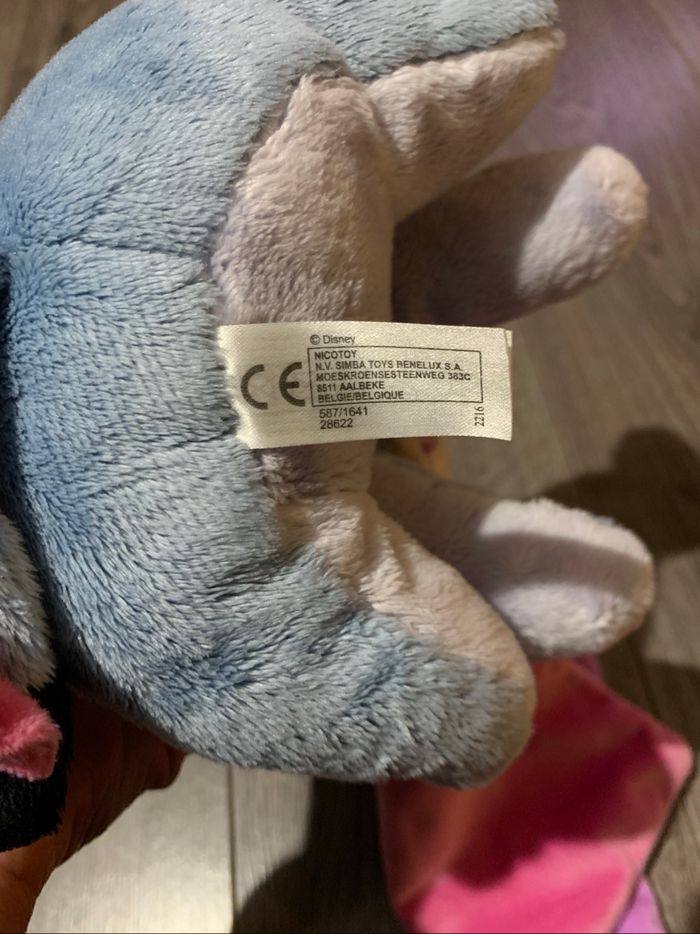 © Disney
CE
NICOTOY
N.V. SIMBA TOYS BENELUX S.A.
MOESKROENSESTEENWEG 383C
8511 AALBEKE
BELGIE/BELGIQUE
587/1641
28622
2216